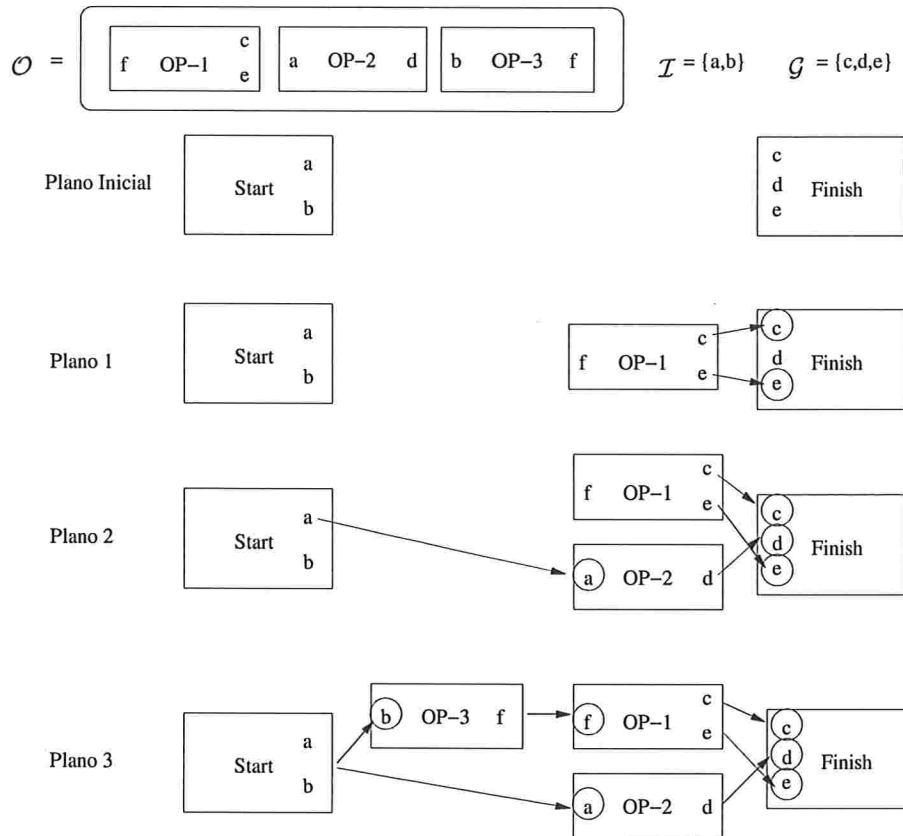 𝒪 = f OP-1 c e a OP-2 d b OP-3 f ℐ = {a,b} 𝒢 = {c,d,e}
Plano Inicial
Start a b
c d e Finish
Plano 1
Start a b
f OP-1 c e
c d e Finish
Plano 2
Start a b
f OP-1 c e
a OP-2 d
c d e Finish
Plano 3
Start a b
b OP-3 f
f OP-1 c e
a OP-2 d
c d e Finish